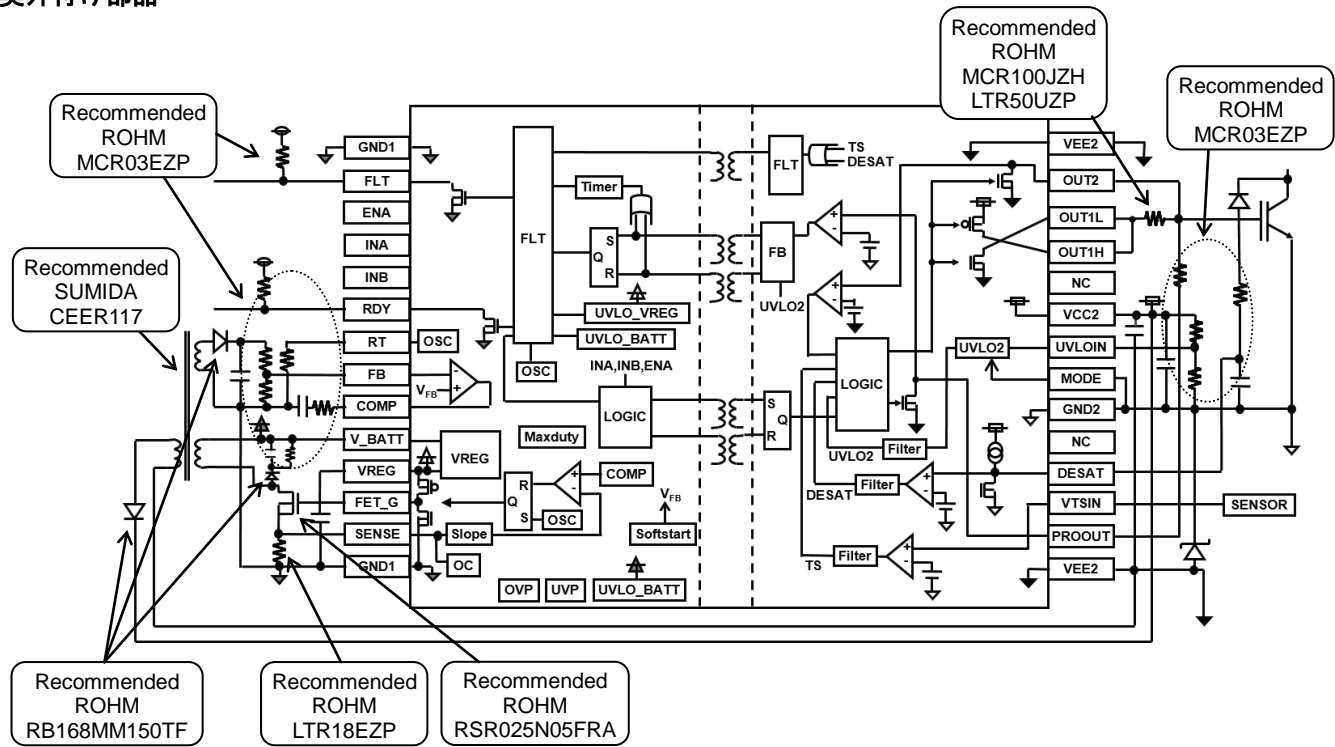 Recommended
ROHM
MCR100JZH
LTR50UZP
Recommended
ROHM
MCR03EZP
Recommended
ROHM
MCR03EZP
Recommended
SUMIDA
CEER117
GND1
FLT
ENA
INA
INB
RDY
RT
FB
COMP
V_BATT
VREG
FET_G
SENSE
GND1
FLT
Timer
S
Q
R
UVLO_VREG
UVLO_BATT
OSC
OSC
VFB
-
+
INA,INB,ENA
LOGIC
Maxduty
VREG
R
Q
S
OSC
+
-
COMP
VFB
Softstart
Slope
OC
OVP
UVP
UVLO_BATT
FLT
TS
DESAT
FB
UVLO2
+
-
+
-
LOGIC
UVLO2
S
Q
R
Filter
UVLO2
DESAT
Filter
+
-
TS
Filter
+
-
VEE2
OUT2
OUT1L
OUT1H
NC
VCC2
UVLOIN
MODE
GND2
NC
DESAT
VTSIN
PROOUT
VEE2
SENSOR
Recommended
ROHM
RB168MM150TF
Recommended
ROHM
LTR18EZP
Recommended
ROHM
RSR025N05FRA